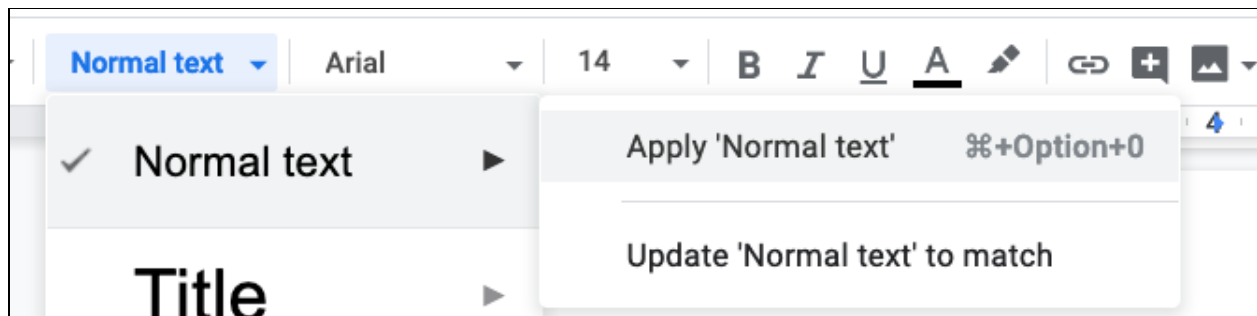 Normal text Arial 14 B I U A
4
Normal text Apply 'Normal text' ⌘+Option+0
Update 'Normal text' to match
Title